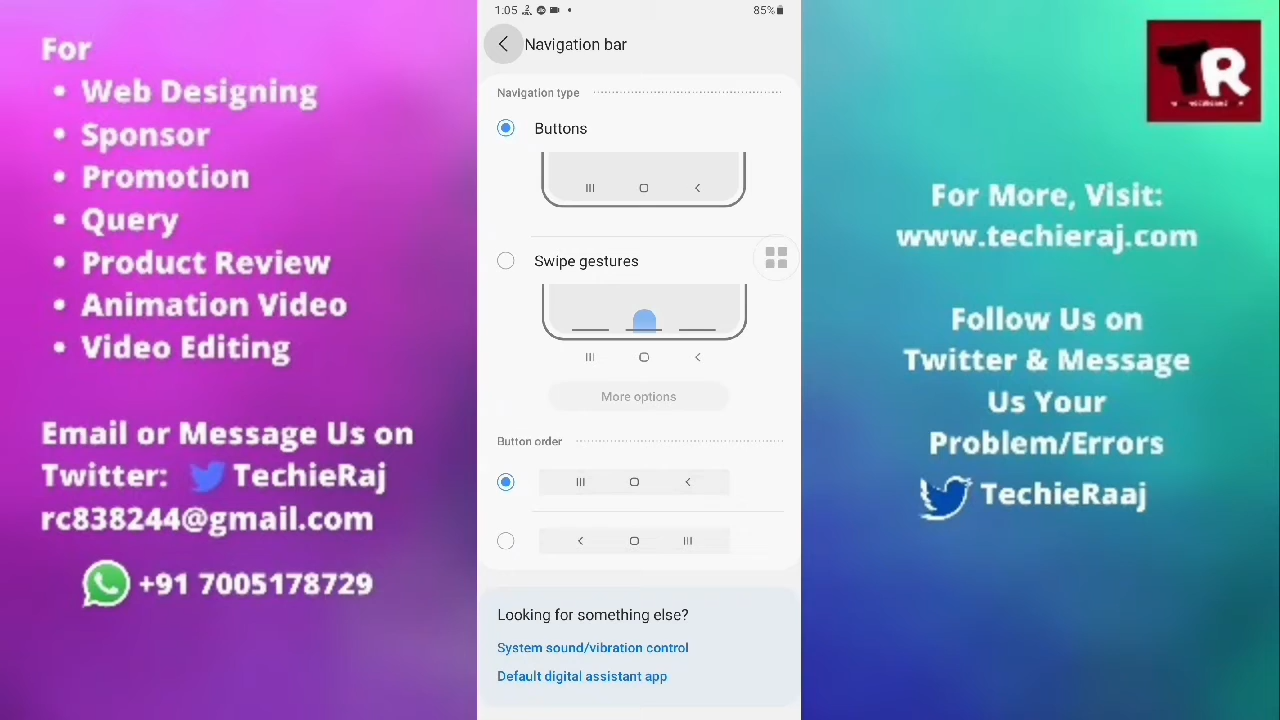 For
• Web Designing
• Sponsor
• Promotion
• Query
• Product Review
• Animation Video
• Video Editing
Email or Message Us on
Twitter: TechieRaj
rc838244@gmail.com
+91 7005178729
1:05
85%
Navigation bar
Navigation type
Buttons
Swipe gestures
More options
Button order
Looking for something else?
System sound/vibration control
Default digital assistant app
TR
For More, Visit:
www.techieraj.com
Follow Us on
Twitter & Message
Us Your
Problem/Errors
TechieRaaj